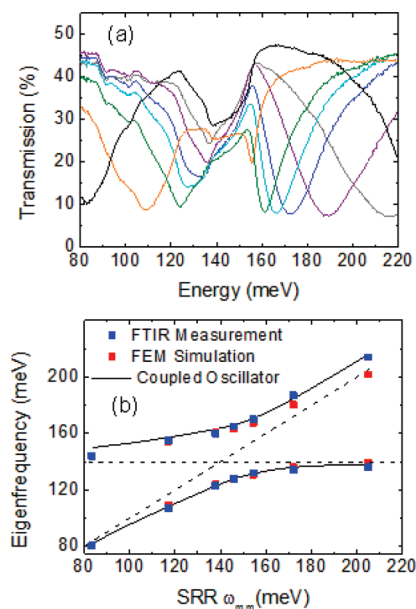 (a)
Transmission (%)
50
40
30
20
10
0
80 100 120 140 160 180 200 220
Energy (meV)
FTIR Measurement
FEM Simulation
Coupled Oscillator
(b)
Eigenfrequency (meV)
200
160
120
80
80 100 120 140 160 180 200 220
SRR ωmm(meV)